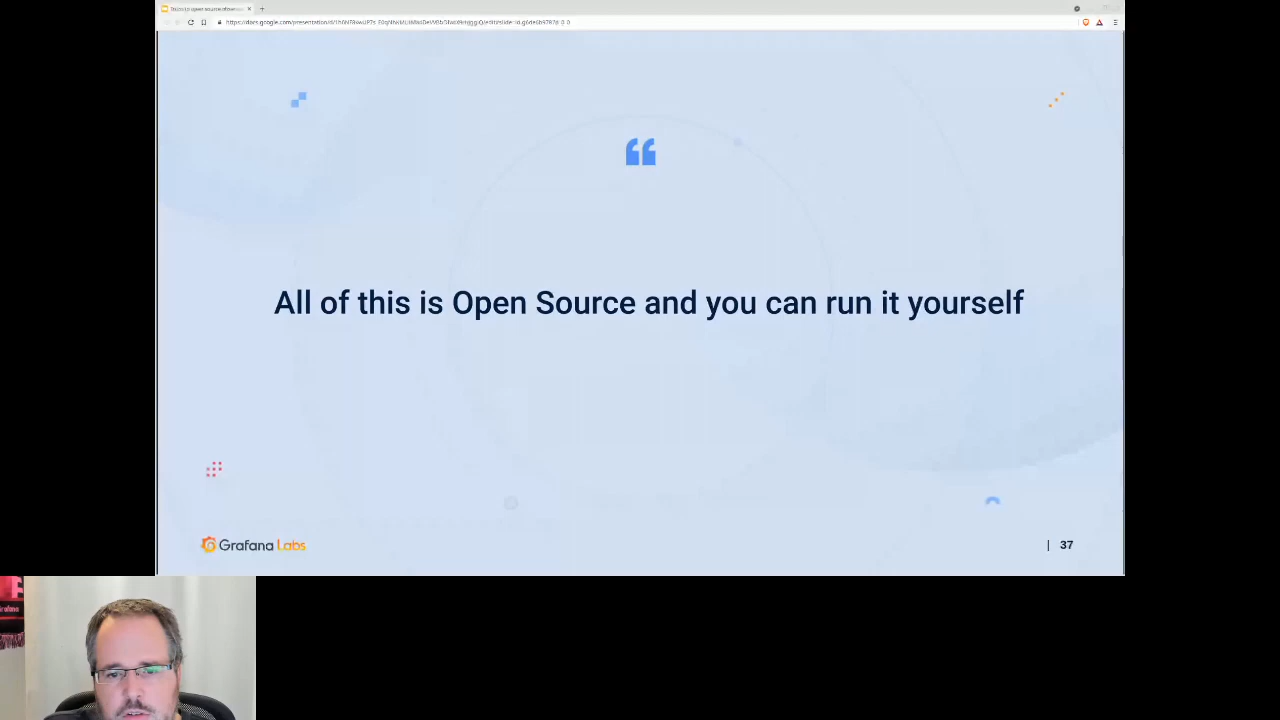 All of this is Open Source and you can run it yourself
Grafana Labs
| 37